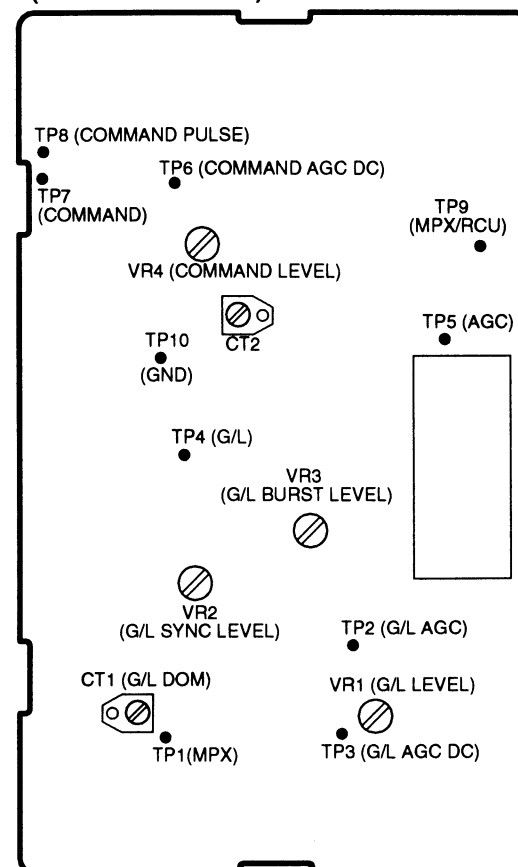 TP8 (COMMAND PULSE)
TP6 (COMMAND AGC DC)
TP7
(COMMAND)
TP9
(MPX/RCU)
VR4 (COMMAND LEVEL)
CT2
TP5 (AGC)
TP10
(GND)
TP4 (G/L)
VR3
(G/L BURST LEVEL)
VR2
(G/L SYNC LEVEL)
TP2 (G/L AGC)
CT1 (G/L DOM)
VR1 (G/L LEVEL)
TP1(MPX)
TP3 (G/L AGC DC)